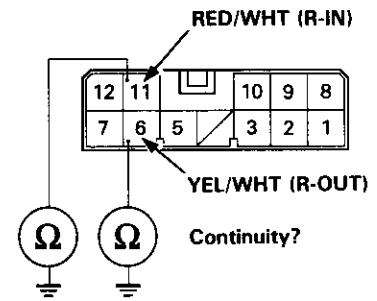 RED/WHT (R-IN)
12 11 10 9 8
7 6 5 3 2 1
YEL/WHT (R-OUT)
Ω Ω Continuity?